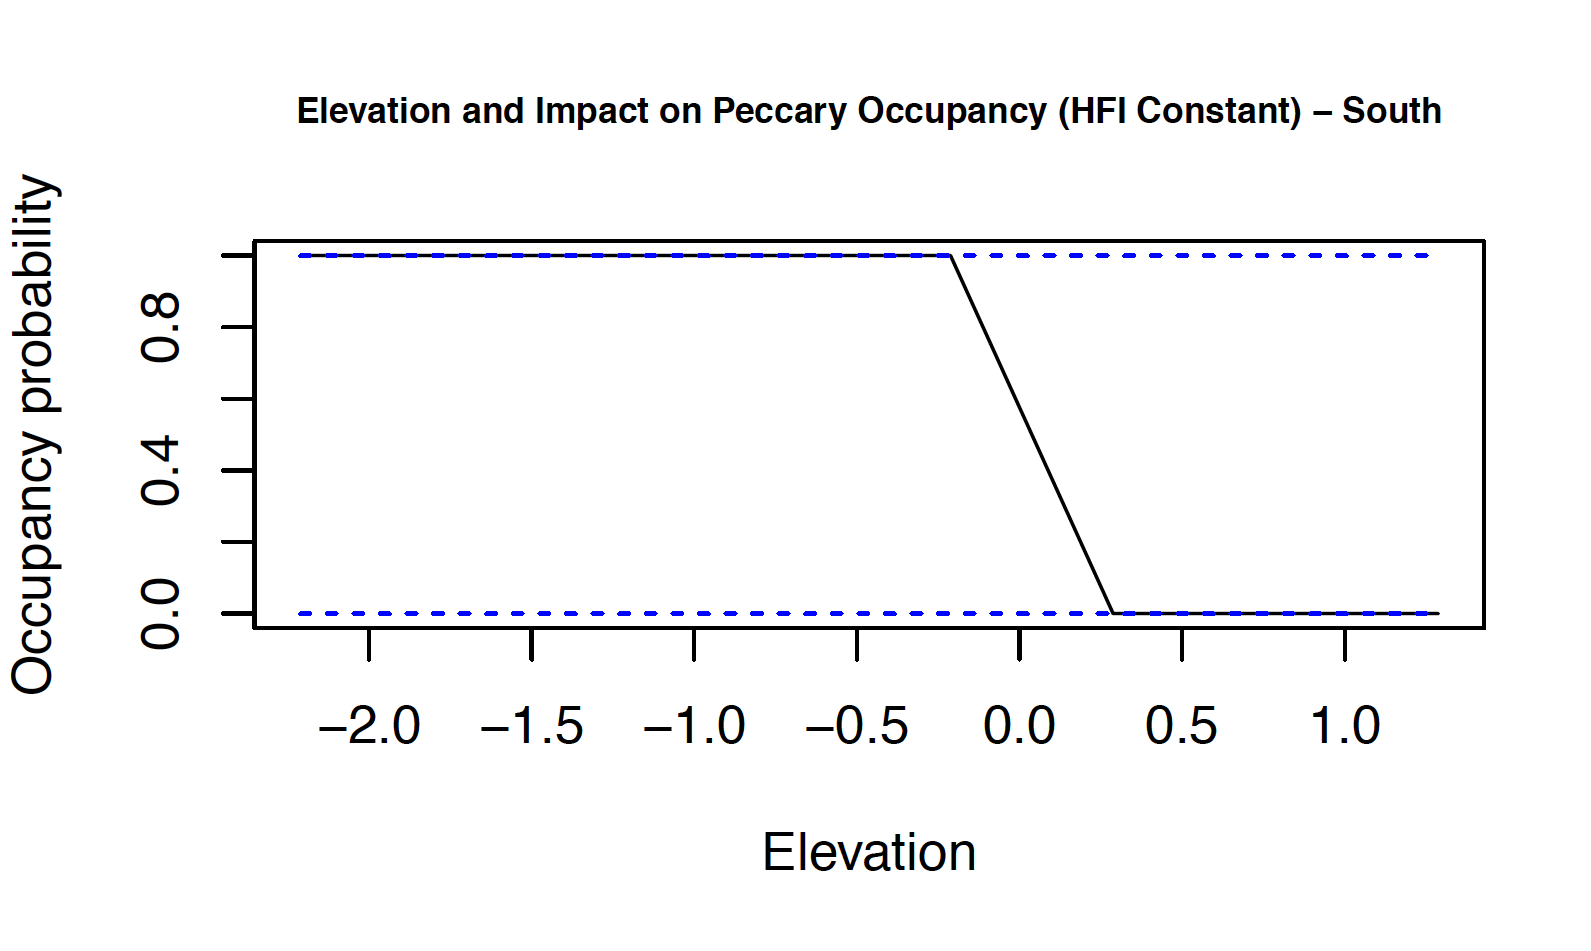 Elevation and Impact on Peccary Occupancy (HFI Constant) – South
Occupancy probability
0.8
0.4
0.0
−2.0 −1.5 −1.0 −0.5 0.0 0.5 1.0
Elevation